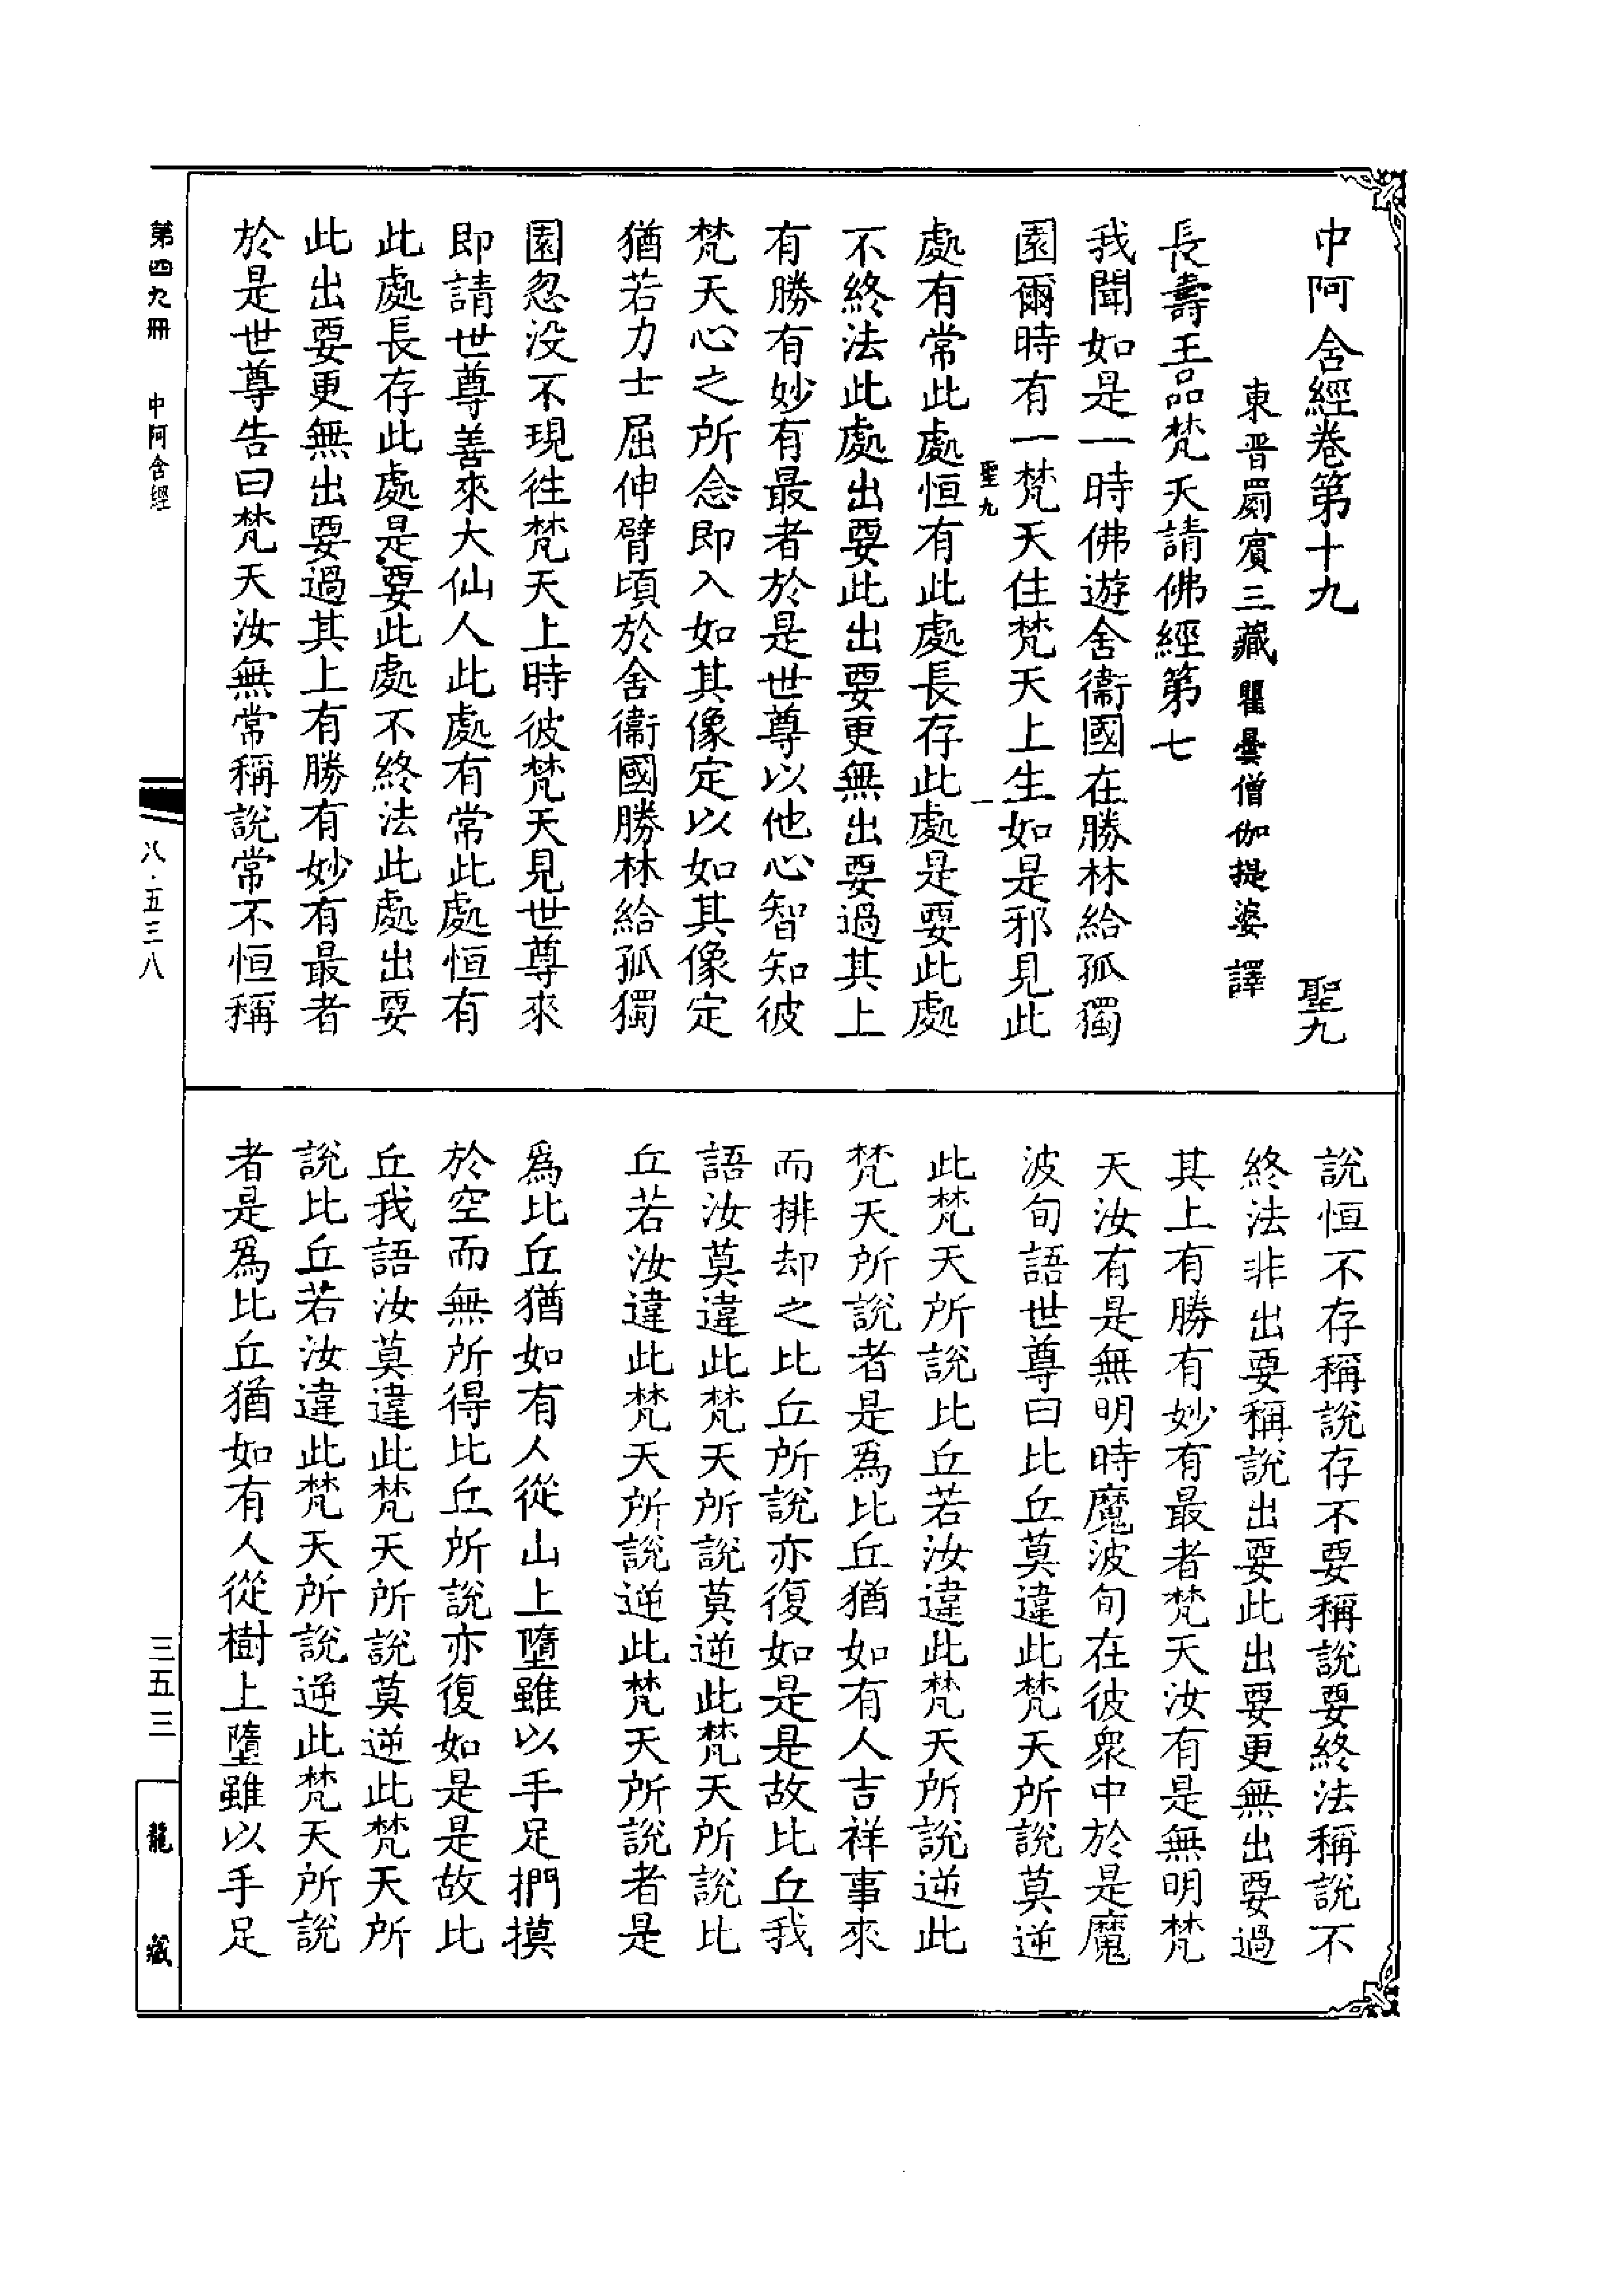 中阿含經卷第十九 聖九
東晋罽賓三藏瞿曇僧伽提婆譯
長壽王品梵天請佛經第七
我聞如是一時佛遊舍衞國在勝林給孤獨
園爾時有一梵天住梵天上生如是邪見此
聖九 一
處有常此處恒有此處長存此處是要此處
不終法此處出要此出要更無出要過其上
有勝有妙有最者於是世尊以他心智知彼
梵天心之所念即入如其像定以如其像定
猶若力士屈伸臂頃於舍衞國勝林給孤獨
園忽没不現往梵天上時彼梵天見世尊來
即請世尊善來大仙人此處有常此處恒有
此處長存此處是要此處不終法此處出要
此出要更無出要過其上有勝有妙有最者
於是世尊告曰梵天汝無常稱說常不恒稱
說恒不存稱說存不要稱說要終法稱說不
終法非出要稱說出要此出要更無出要過
其上有勝有妙有最者梵天汝有是無明梵
天汝有是無明時魔波旬在彼衆中於是魔
波旬語世尊曰比丘莫違此梵天所說莫逆
此梵天所說比丘若汝違此梵天所說逆此
梵天所說者是爲比丘猶如有人吉祥事來
而排却之比丘所說亦復如是是故比丘我
語汝莫違此梵天所說莫逆此梵天所說比
丘若汝違此梵天所說逆此梵天所說者是
爲比丘猶如有人從山上墮雖以手足捫摸
於空而無所得比丘所說亦復如是是故比
丘我語汝莫違此梵天所說莫逆此梵天所
說比丘若汝違此梵天所說逆此梵天所說
者是爲比丘猶如有人從樹上墮雖以手足
第四九冊 中阿含經
八·五三八
三五三
龍藏